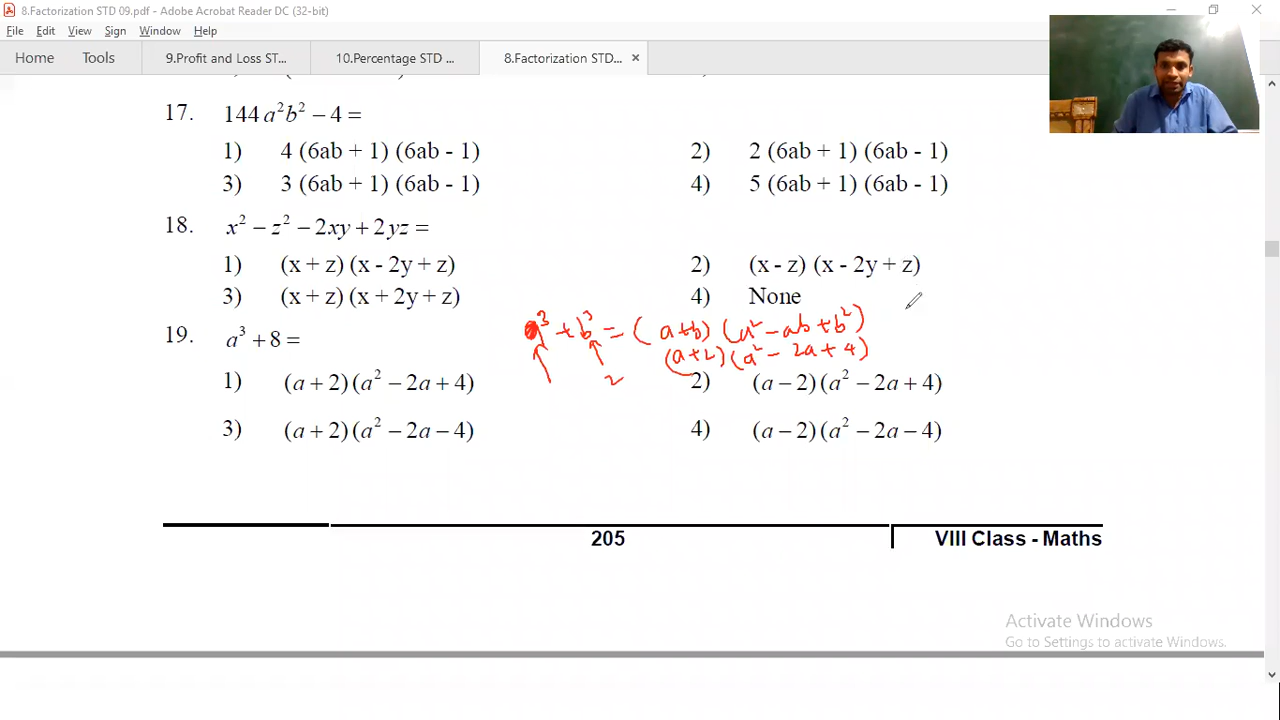 8.Factorization STD 09.pdf - Adobe Acrobat Reader DC (32-bit)
File Edit View Sign Window Help
Home Tools 9.Profit and Loss ST... 10.Percentage STD ... 8.Factorization STD... ×
17. 144 a²b² − 4 =
1) 4 (6ab + 1) (6ab - 1) 2) 2 (6ab + 1) (6ab - 1)
3) 3 (6ab + 1) (6ab - 1) 4) 5 (6ab + 1) (6ab - 1)
18. x² − z² − 2xy + 2yz =
1) (x + z) (x - 2y + z) 2) (x - z) (x - 2y + z)
3) (x + z) (x + 2y + z) 4) None
a³ + b³ = (a+b) (a² − ab + b²)
19. a³ + 8 =
(a+2) (a² − 2a + 4)
2
1) (a + 2) (a² − 2a + 4) 2) (a − 2) (a² − 2a + 4)
3) (a + 2) (a² − 2a − 4) 4) (a − 2) (a² − 2a − 4)
205 VIII Class - Maths
Activate Windows
Go to Settings to activate Windows.